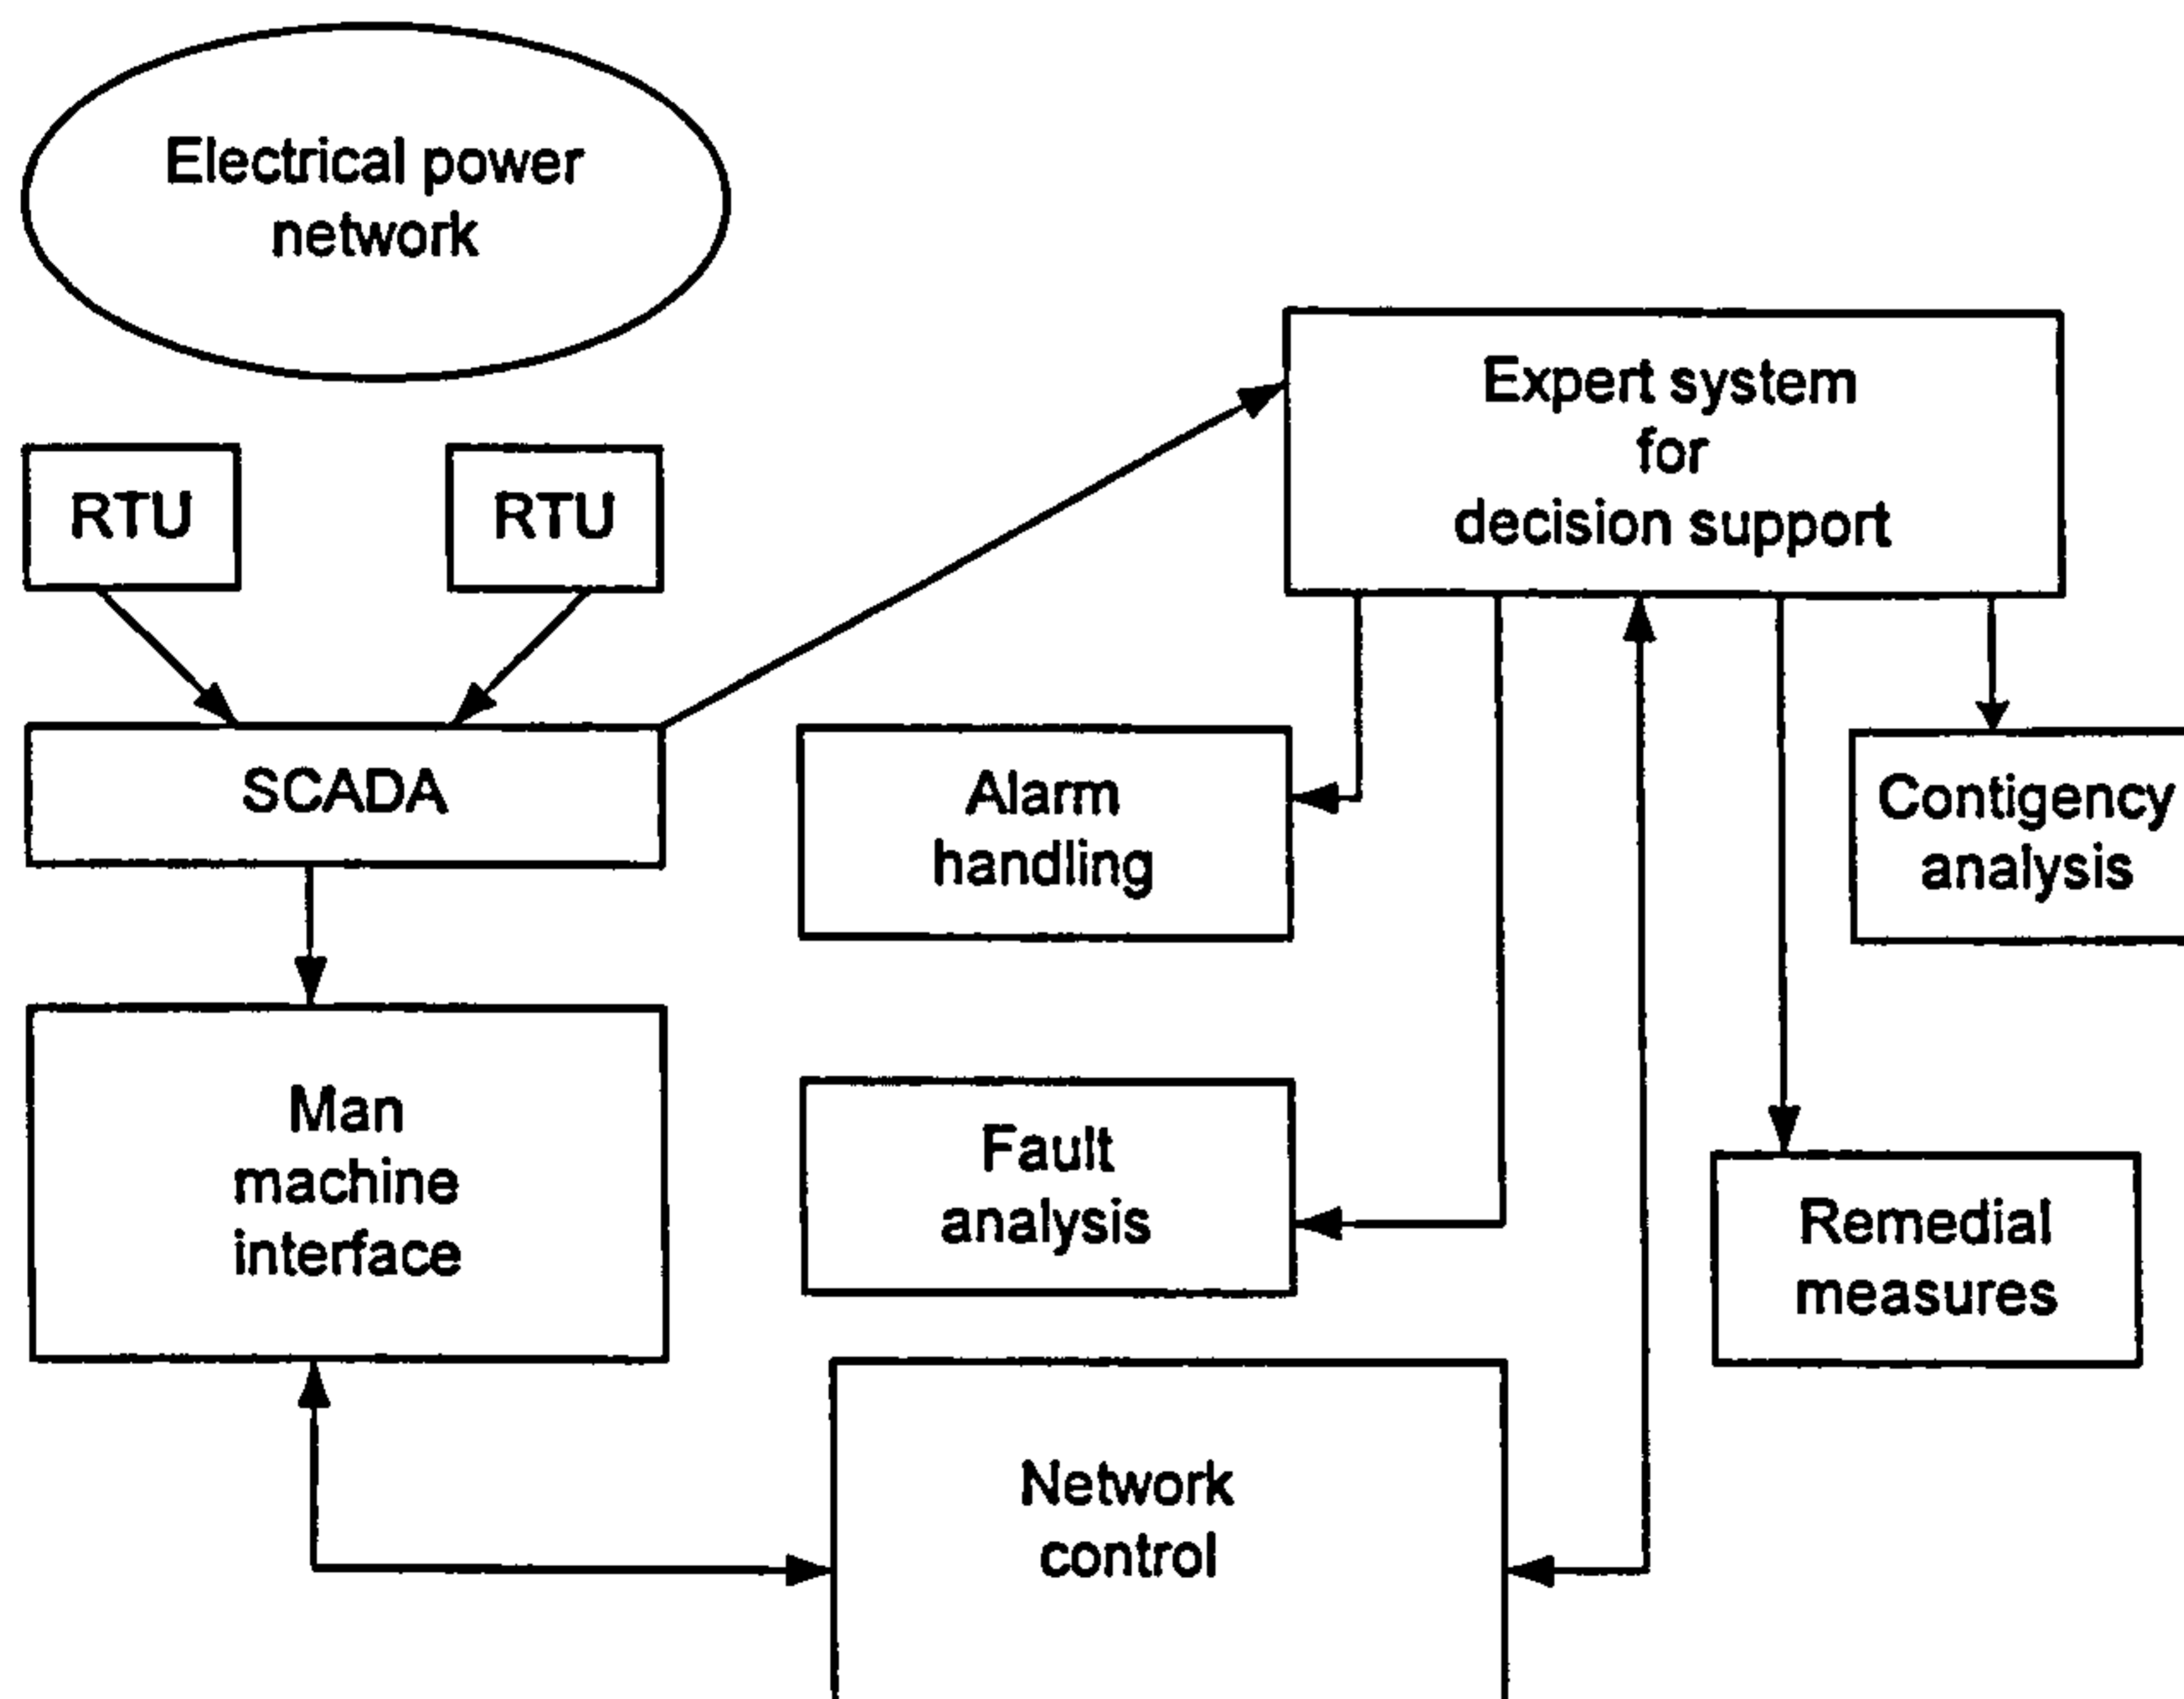 Electrical power
network
RTU
RTU
Expert system
for
decision support
SCADA
Alarm
handling
Contigency
analysis
Man
machine
interface
Fault
analysis
Remedial
measures
Network
control